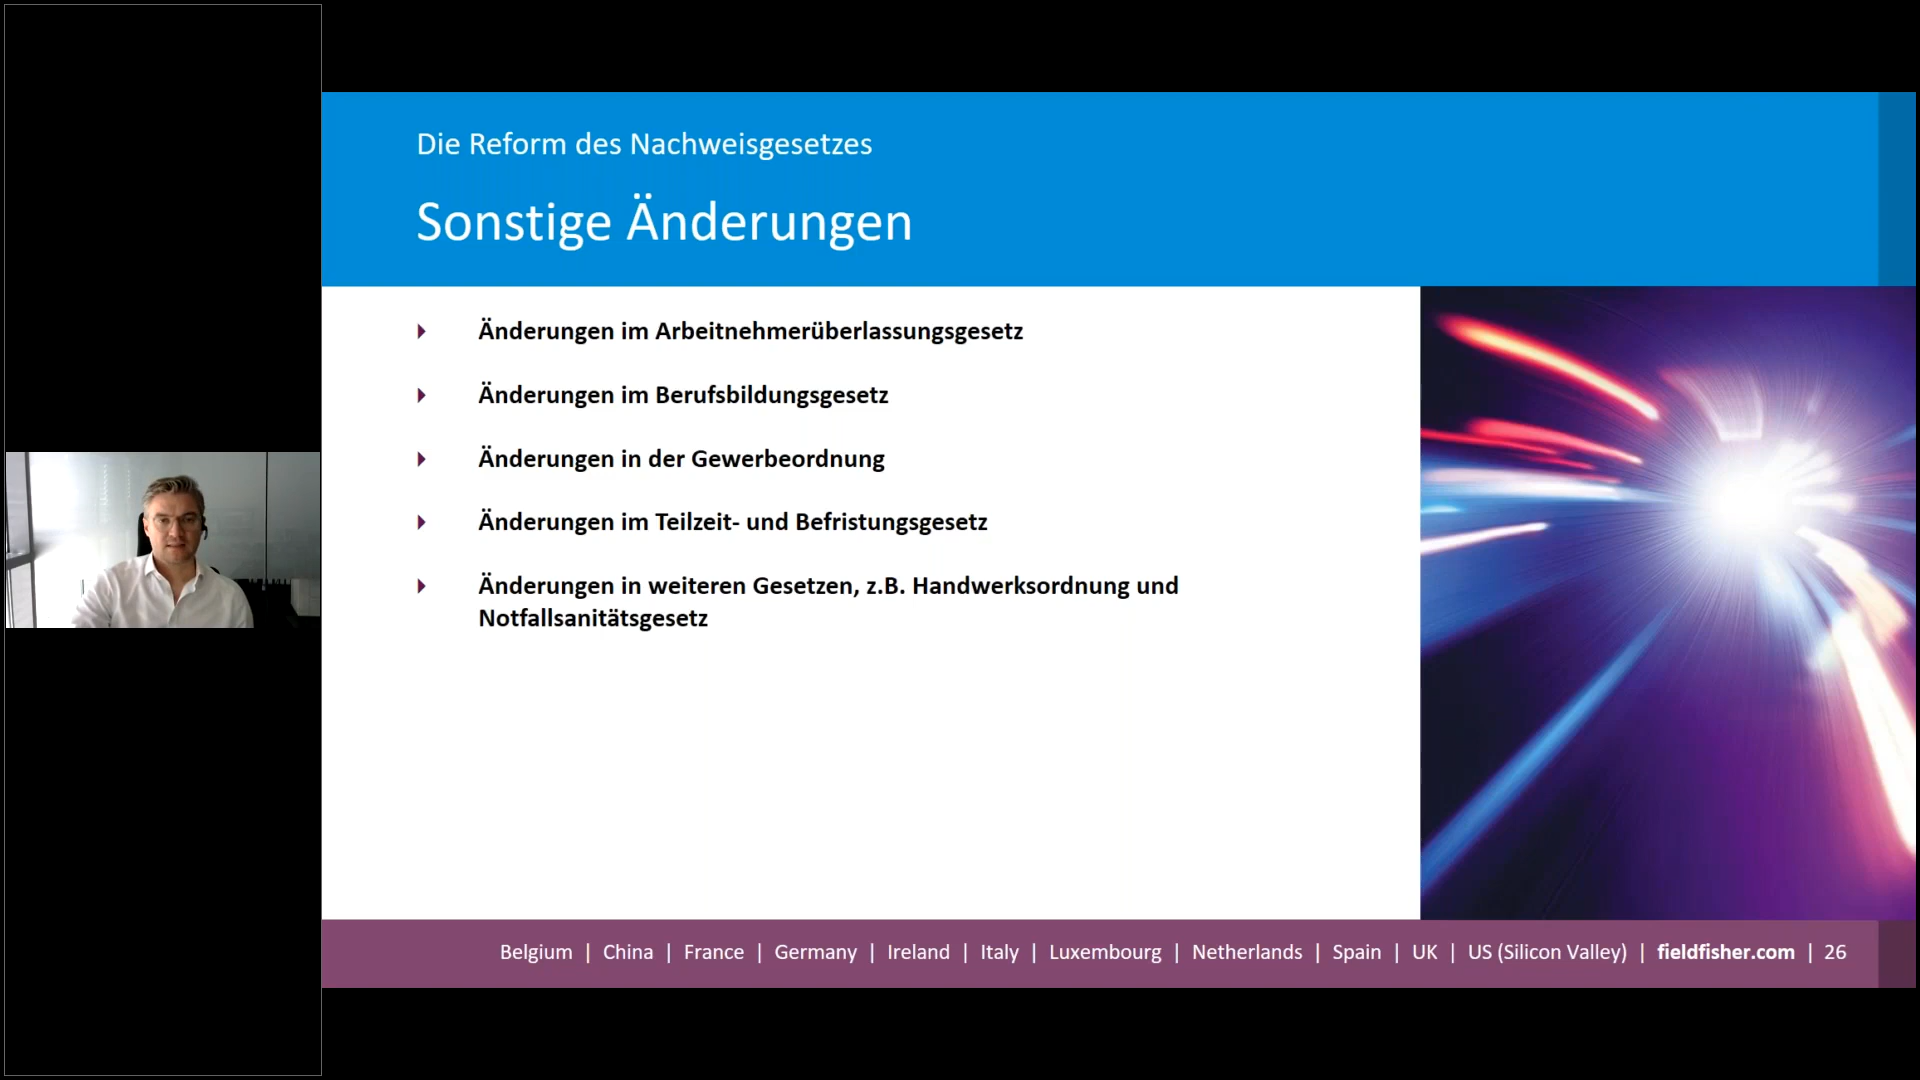 Die Reform des Nachweisgesetzes
Sonstige Änderungen
Änderungen im Arbeitnehmerüberlassungsgesetz
Änderungen im Berufsbildungsgesetz
Änderungen in der Gewerbeordnung
Änderungen im Teilzeit- und Befristungsgesetz
Änderungen in weiteren Gesetzen, z.B. Handwerksordnung und
Notfallsanitätsgesetz
Belgium | China | France | Germany | Ireland | Italy | Luxembourg | Netherlands | Spain | UK | US (Silicon Valley) | fieldfisher.com | 26